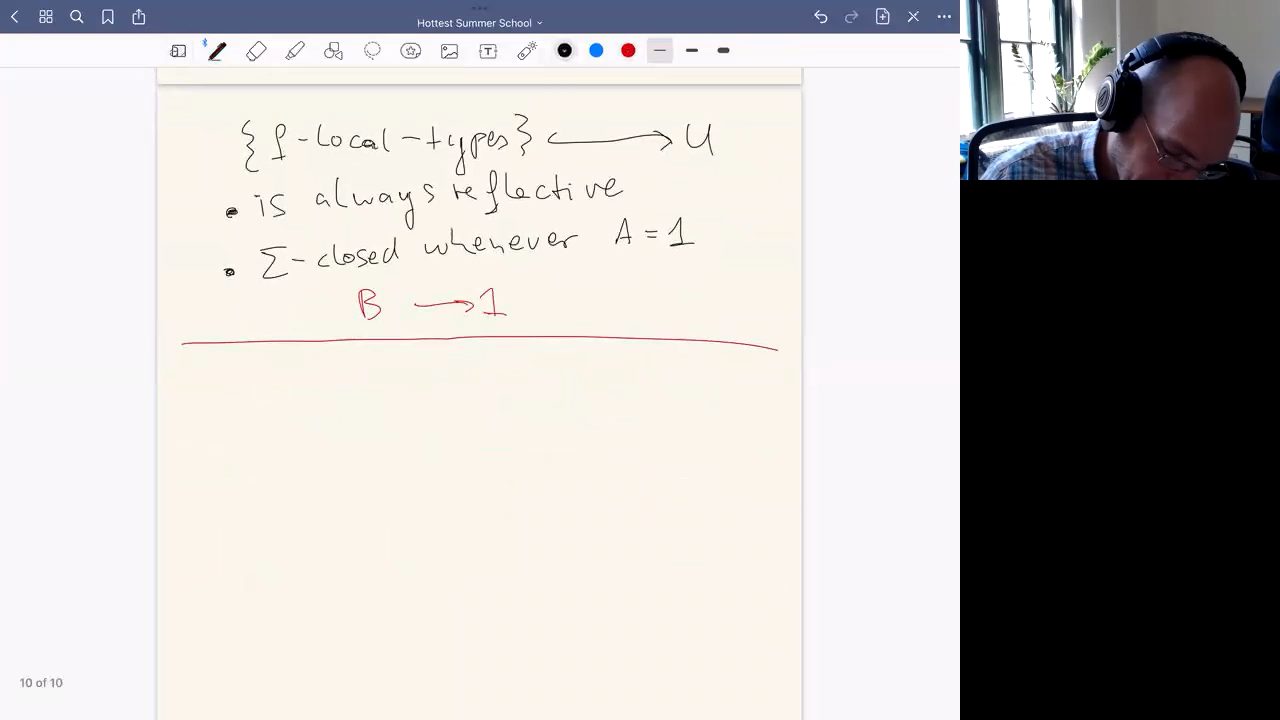 Hottest Summer School
{f-local-types} ⟷ U
• is always reflective
• Σ-closed whenever A = 1
B → 1
10 of 10